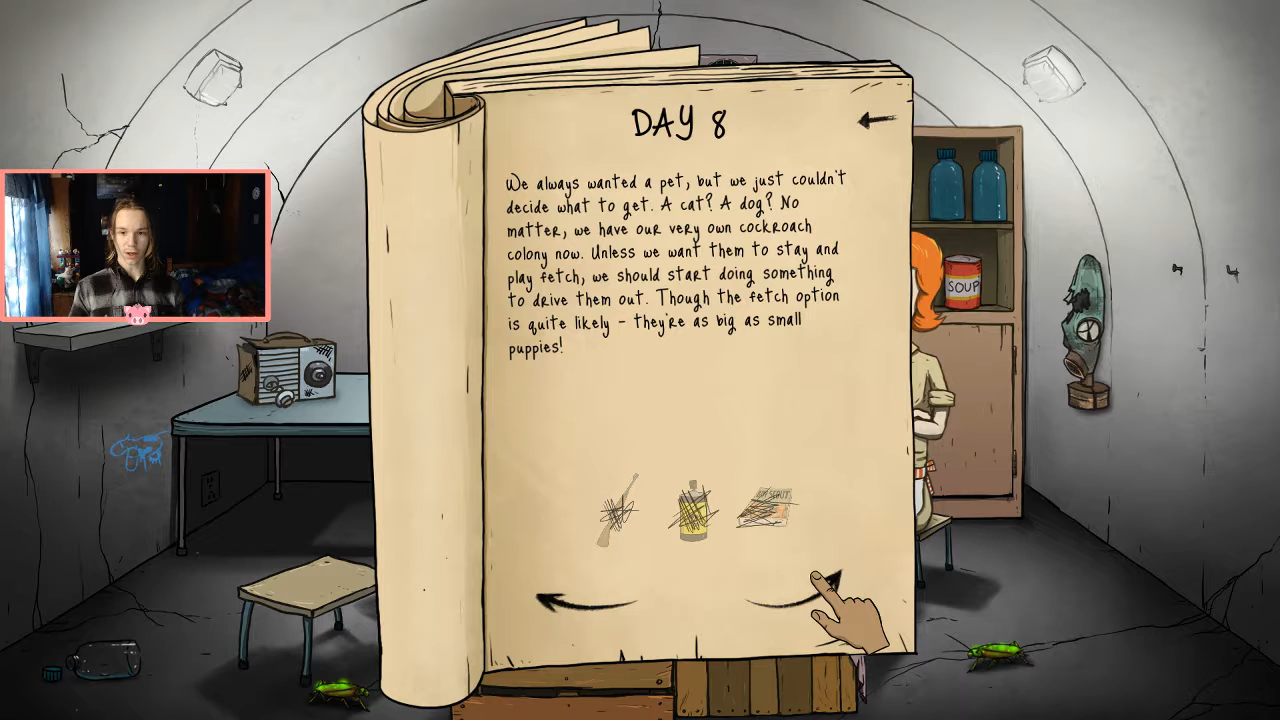 DAY 8
We always wanted a pet, but we just couldn't
decide what to get. A cat? A dog? No
matter, we have our very own cockroach
colony now. Unless we want them to stay and
play fetch, we should start doing something
to drive them out. Though the fetch option
is quite likely - they're as big as small
puppies!
SOUP